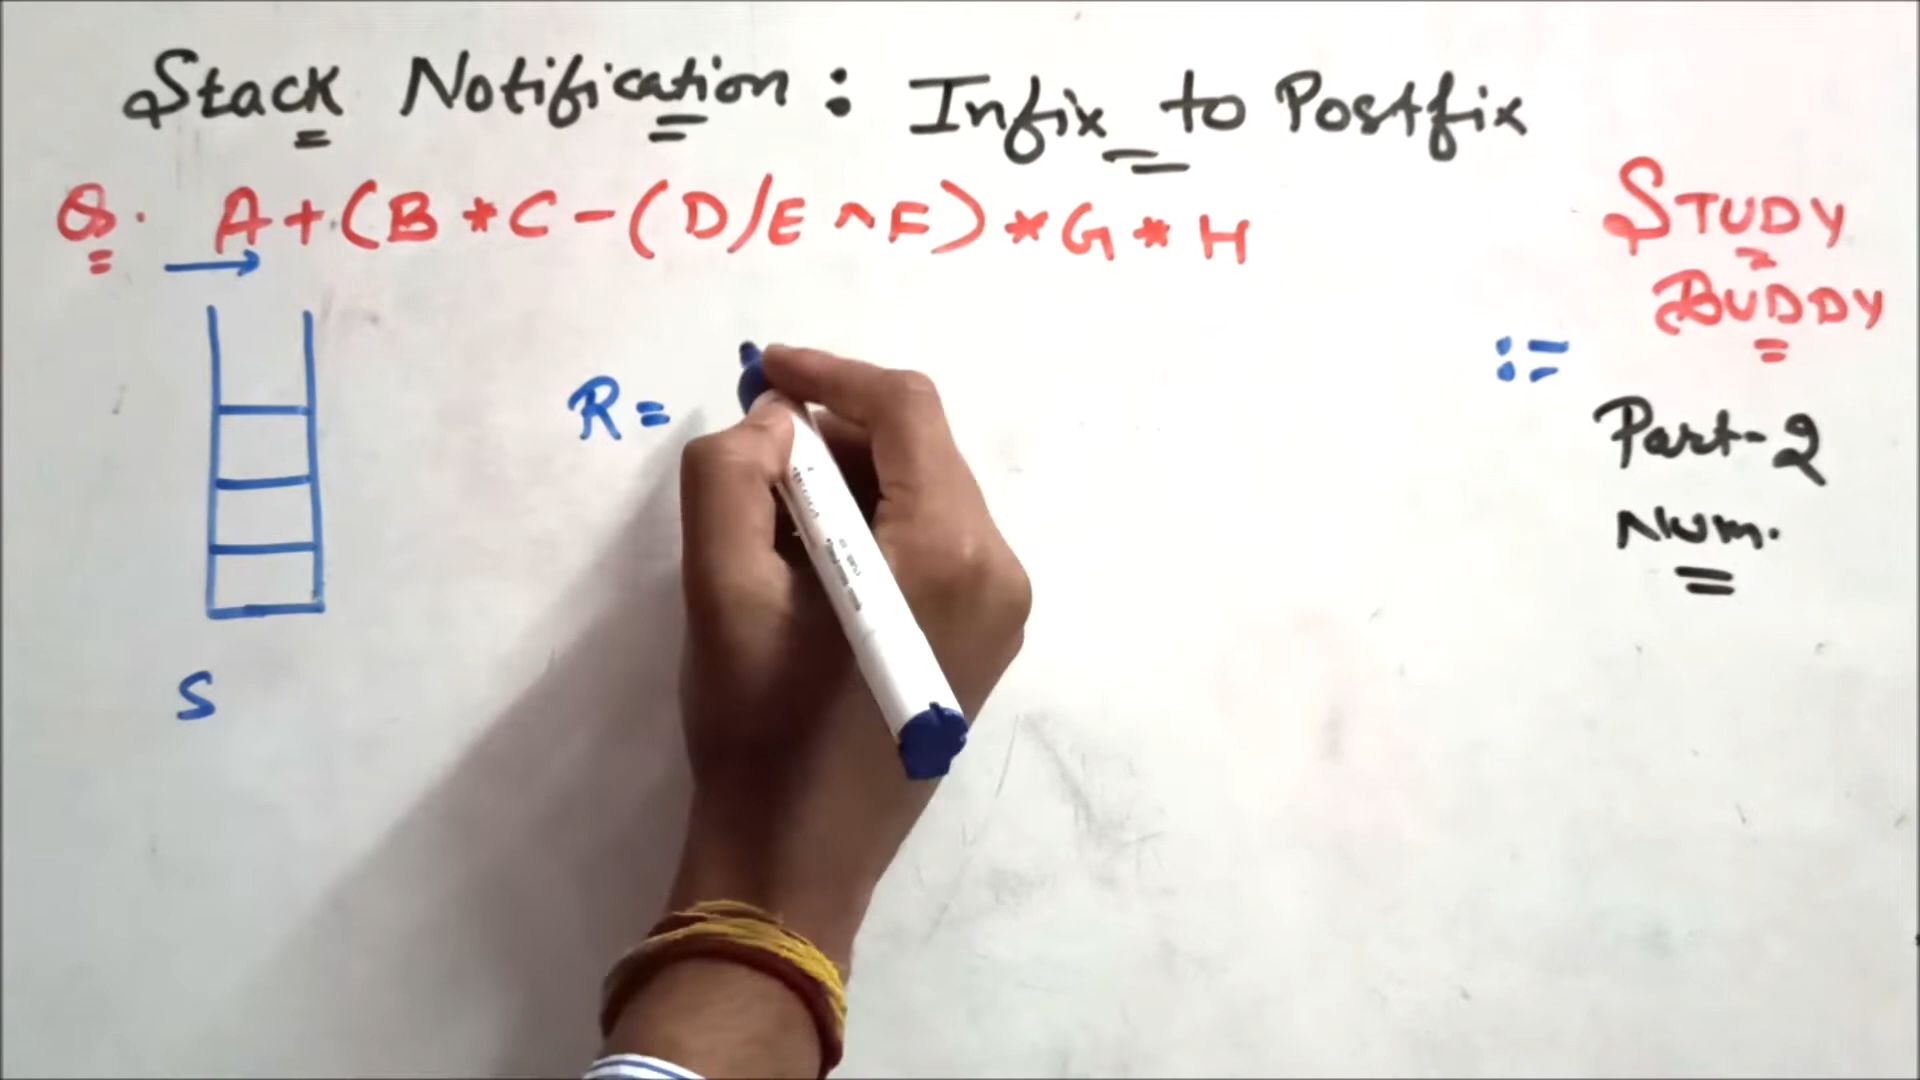 Stack Notification : Infix to Postfix
Q. A+(B*C-(D/E^F)*G*H
STUDY
BUDDY
:=
Part-2
Num.
R=
S